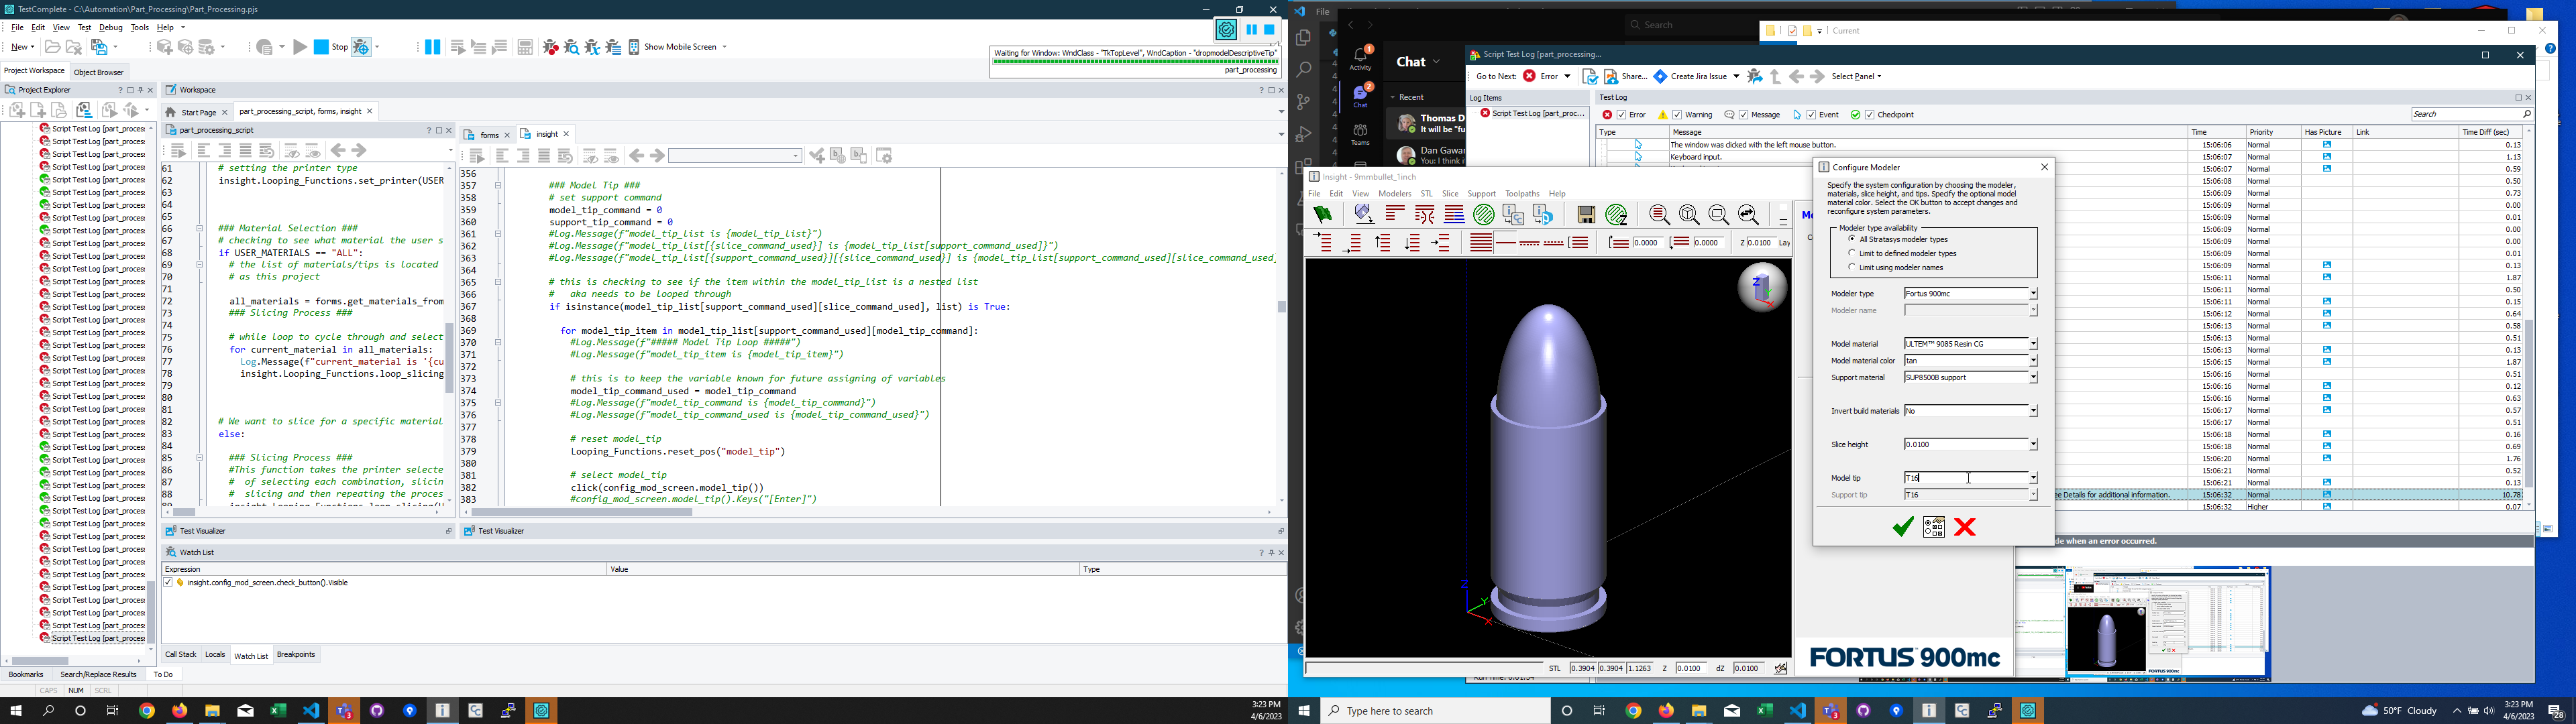 TestComplete - C:\Automation\Part_Processing\Part_Processing.pjs
File Edit View Test Debug Tools Help
New
Stop
Show Mobile Screen
Waiting for Window: WndClass - "TkTopLevel", WndCaption - "dropmodelDescriptiveTip"
part_processing
Project Workspace Object Browser
Project Explorer
Workspace
Start Page part_processing_script, forms, insight
part_processing_script
forms insight
Script Test Log [part_process
61 # setting the printer type
62 insight.Looping_Functions.set_printer(USER
63
64
65
66 ### Material Selection ###
67 # checking to see what material the user s
68 if USER_MATERIALS == "ALL":
69 # the list of materials/tips is located
70 # as this project
71
72 all_materials = forms.get_materials_from
73 ### Slicing Process ###
74
75 # while loop to cycle through and select
76 for current_material in all_materials:
77 Log.Message(f"current_material is '{cu
78 insight.Looping_Functions.loop_slicing
79
80
81
82 # We want to slice for a specific material
83 else:
84
85 ### Slicing Process ###
86 #This function takes the printer selecte
87 # of selecting each combination, slicin
88 # slicing and then repeating the proces
356
357 ### Model Tip ###
358 # set support command
359 model_tip_command = 0
360 support_tip_command = 0
361 #Log.Message(f"model_tip_list is {model_tip_list}")
362 #Log.Message(f"model_tip_list[{slice_command_used}] is {model_tip_list[support_command_used]}")
363 #Log.Message(f"model_tip_list[{support_command_used}][{slice_command_used}] is {model_tip_list[support_command_used][slice_command_used
364
365 # this is checking to see if the item within the model_tip_list is a nested list
366 # aka needs to be looped through
367 if isinstance(model_tip_list[support_command_used][slice_command_used], list) is True:
368
369 for model_tip_item in model_tip_list[support_command_used][model_tip_command]:
370 #Log.Message(f"##### Model Tip Loop #####")
371 #Log.Message(f"model_tip_item is {model_tip_item}")
372
373 # this is to keep the variable known for future assigning of variables
374 model_tip_command_used = model_tip_command
375 #Log.Message(f"model_tip_command is {model_tip_command}")
376 #Log.Message(f"model_tip_command_used is {model_tip_command_used}")
377
378 # reset model_tip
379 Looping_Functions.reset_pos("model_tip")
380
381 # select model_tip
382 click(config_mod_screen.model_tip())
383 #config_mod_screen.model_tip().Keys("[Enter]")
Test Visualizer
Test Visualizer
Watch List
Expression Value Type
insight.config_mod_screen.check_button().Visible
Call Stack Locals Watch List Breakpoints
Bookmarks Search/Replace Results To Do
CAPS NUM SCRL
3:23 PM
4/6/2023
File
Search
Current
Activity
Chat
Teams
Chat
Recent
Thomas D
It will be "fu
Dan Gawar
You: I think i
Script Test Log [part_processing...
Go to Next: Error Share... Create Jira Issue Select Panel
Log Items
Script Test Log [part_proc...
Test Log
Error Warning Message Event Checkpoint
Search
Type Message Time Priority Has Picture Link Time Diff (sec)
The window was clicked with the left mouse button. 15:06:06 Normal 0.13
Keyboard input. 15:06:07 Normal 1.13
15:06:07 Normal 0.59
15:06:08 Normal 0.50
15:06:09 Normal 0.73
15:06:09 Normal 0.00
15:06:09 Normal 0.01
15:06:09 Normal 0.00
15:06:09 Normal 0.00
15:06:09 Normal 0.01
15:06:09 Normal 0.13
15:06:11 Normal 1.87
15:06:11 Normal 0.50
15:06:11 Normal 0.15
15:06:12 Normal 0.64
15:06:13 Normal 0.58
15:06:13 Normal 0.51
15:06:13 Normal 0.13
15:06:15 Normal 1.87
15:06:16 Normal 0.51
15:06:16 Normal 0.12
15:06:16 Normal 0.63
15:06:17 Normal 0.57
15:06:17 Normal 0.51
15:06:18 Normal 0.16
15:06:18 Normal 0.69
15:06:20 Normal 1.76
15:06:21 Normal 0.52
15:06:21 Normal 0.13
ee Details for additional information. 15:06:32 Normal 10.78
15:06:32 Higher 0.07
de when an error occurred.
Insight - 9mmbullet_1inch
File Edit View Modelers STL Slice Support Toolpaths Help
0.0000 0.0000 Z 0.0100 Lay
STL 0.3904 0.3904 1.1263 Z 0.0100 dZ 0.0100
FORTUS 900mc
Configure Modeler
Specify the system configuration by choosing the modeler,
materials, slice height, and tips. Specify the optional model
material color. Select the OK button to accept changes and
reconfigure system parameters.
Modeler type availability
All Stratasys modeler types
Limit to defined modeler types
Limit using modeler names
Modeler type Fortus 900mc
Modeler name
Model material ULTEM™ 9085 Resin CG
Model material color tan
Support material SUP8500B support
Invert build materials No
Slice height 0.0100
Model tip T16
Support tip T16
FORTUS 900mc
Type here to search
50°F Cloudy
3:23 PM
4/6/2023